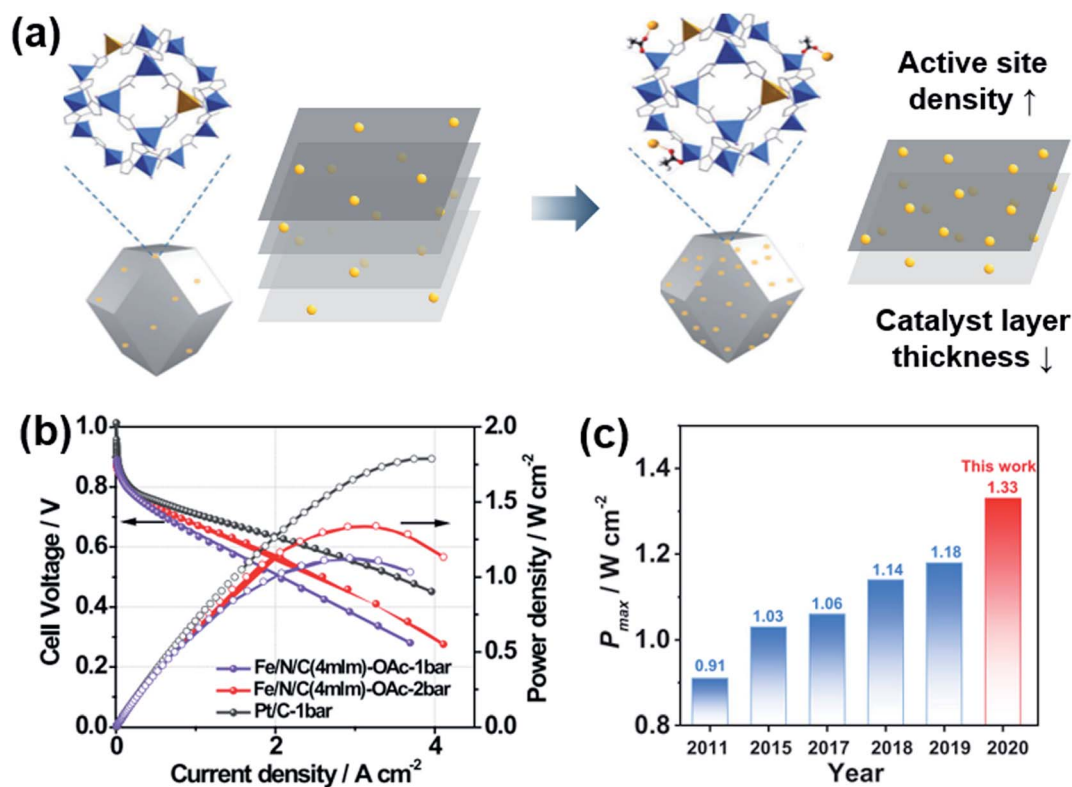 (a)
Active site
density ↑
Catalyst layer
thickness ↓
(b)
1.0
0.8
0.6
0.4
0.2
0.0
Cell Voltage / V
2.0
1.5
1.0
0.5
0.0
Power density / W cm-2
Fe/N/C(4mIm)-OAc-1bar
Fe/N/C(4mIm)-OAc-2bar
Pt/C-1bar
0
2
4
Current density / A cm-2
(c)
1.4
1.2
1.0
0.8
Pmax / W cm-2
0.91
1.03
1.06
1.14
1.18
This work
1.33
2011 2015 2017 2018 2019 2020
Year